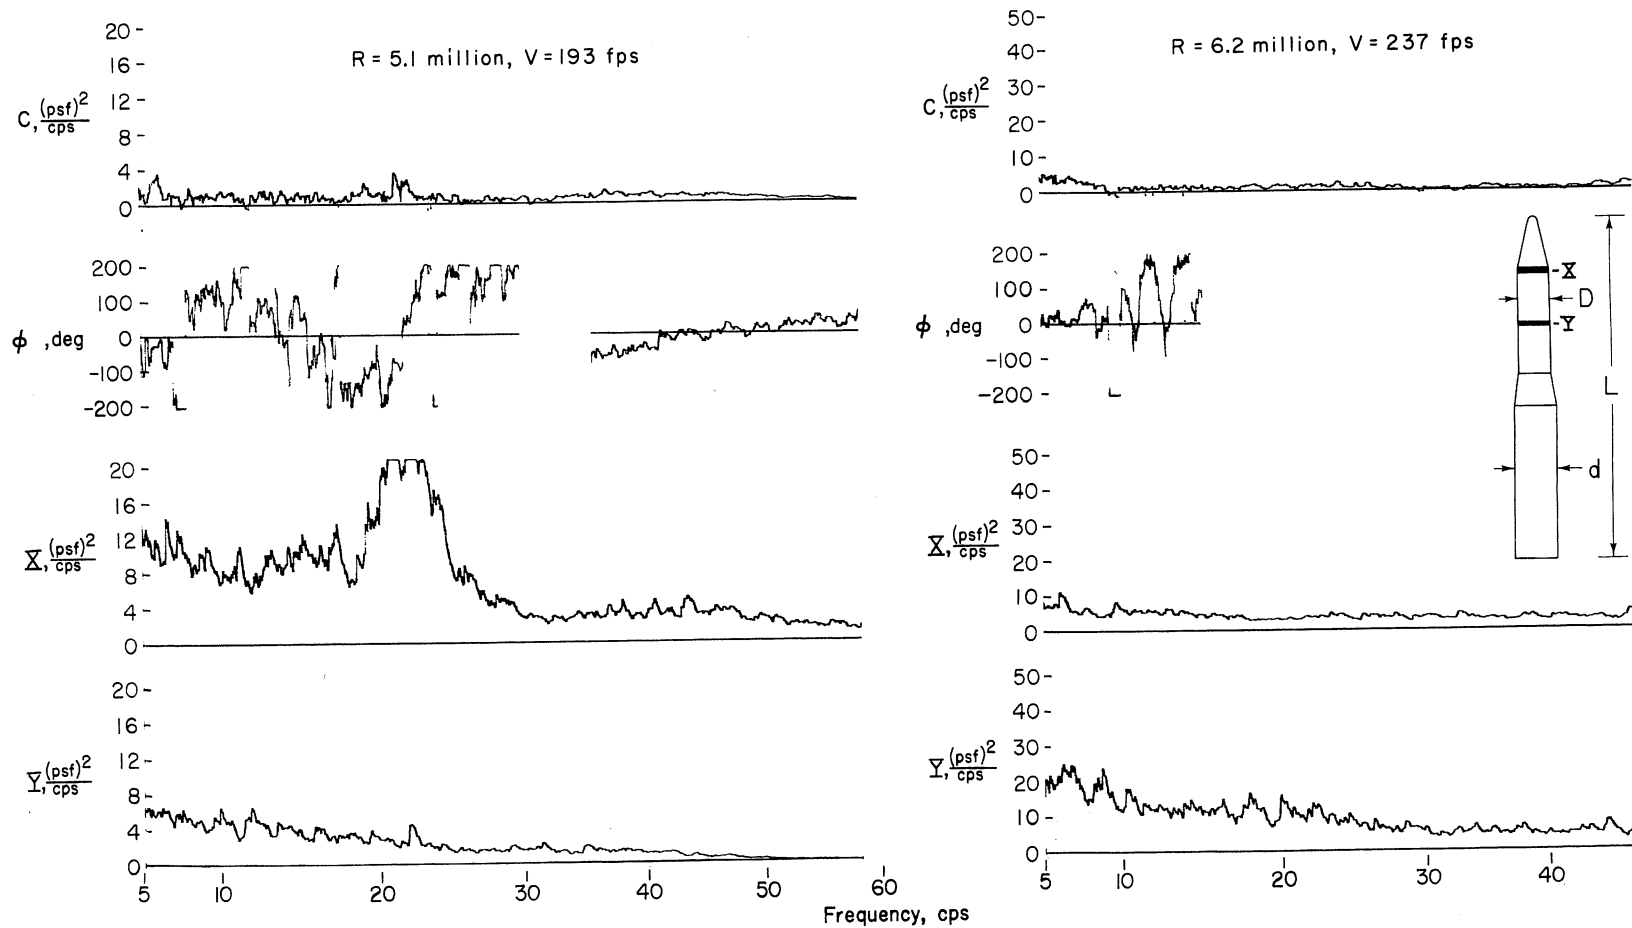 R = 5.1 million, V = 193 fps
C, (psf)²/cps
20
16
12
8
4
0
ϕ, deg
200
100
0
-100
-200
X, (psf)²/cps
20
16
12
8
4
0
Y, (psf)²/cps
20
16
12
8
4
0
5 10 20 30 40 50 60
R = 6.2 million, V = 237 fps
C, (psf)²/cps
50
40
30
20
10
0
ϕ, deg
200
100
0
-100
-200
X, (psf)²/cps
50
40
30
20
10
0
Y, (psf)²/cps
50
40
30
20
10
0
5 10 20 30 40
X
D
Y
L
d
Frequency, cps